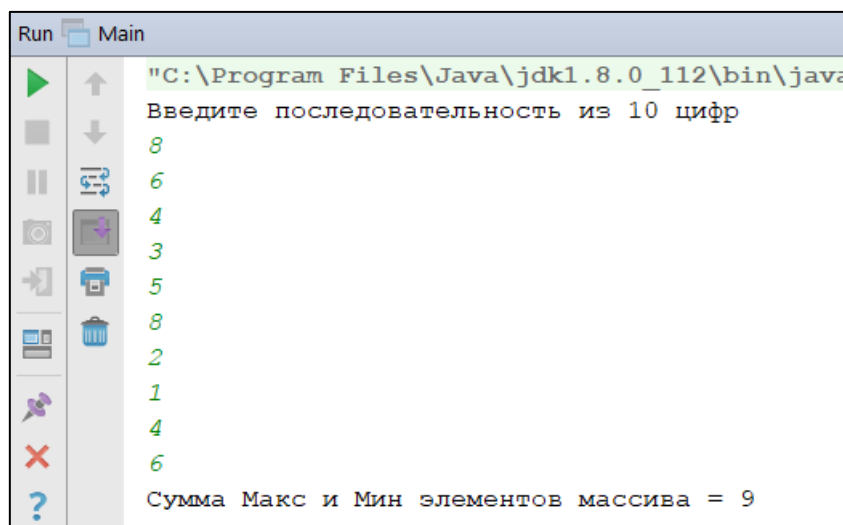 Run Main
"C:\Program Files\Java\jdk1.8.0_112\bin\java
Введите последовательность из 10 цифр
8
6
4
3
5
8
2
1
4
6
Сумма Макс и Мин элементов массива = 9